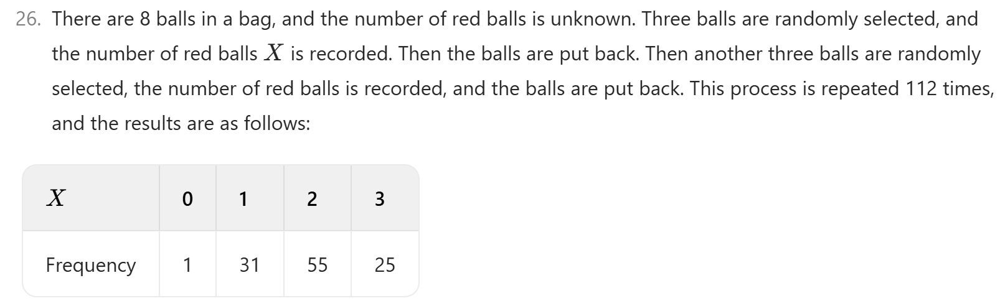 26. There are 8 balls in a bag, and the number of red balls is unknown. Three balls are randomly selected, and
the number of red balls X is recorded. Then the balls are put back. Then another three balls are randomly
selected, the number of red balls is recorded, and the balls are put back. This process is repeated 112 times,
and the results are as follows:
X 0 1 2 3
Frequency 1 31 55 25